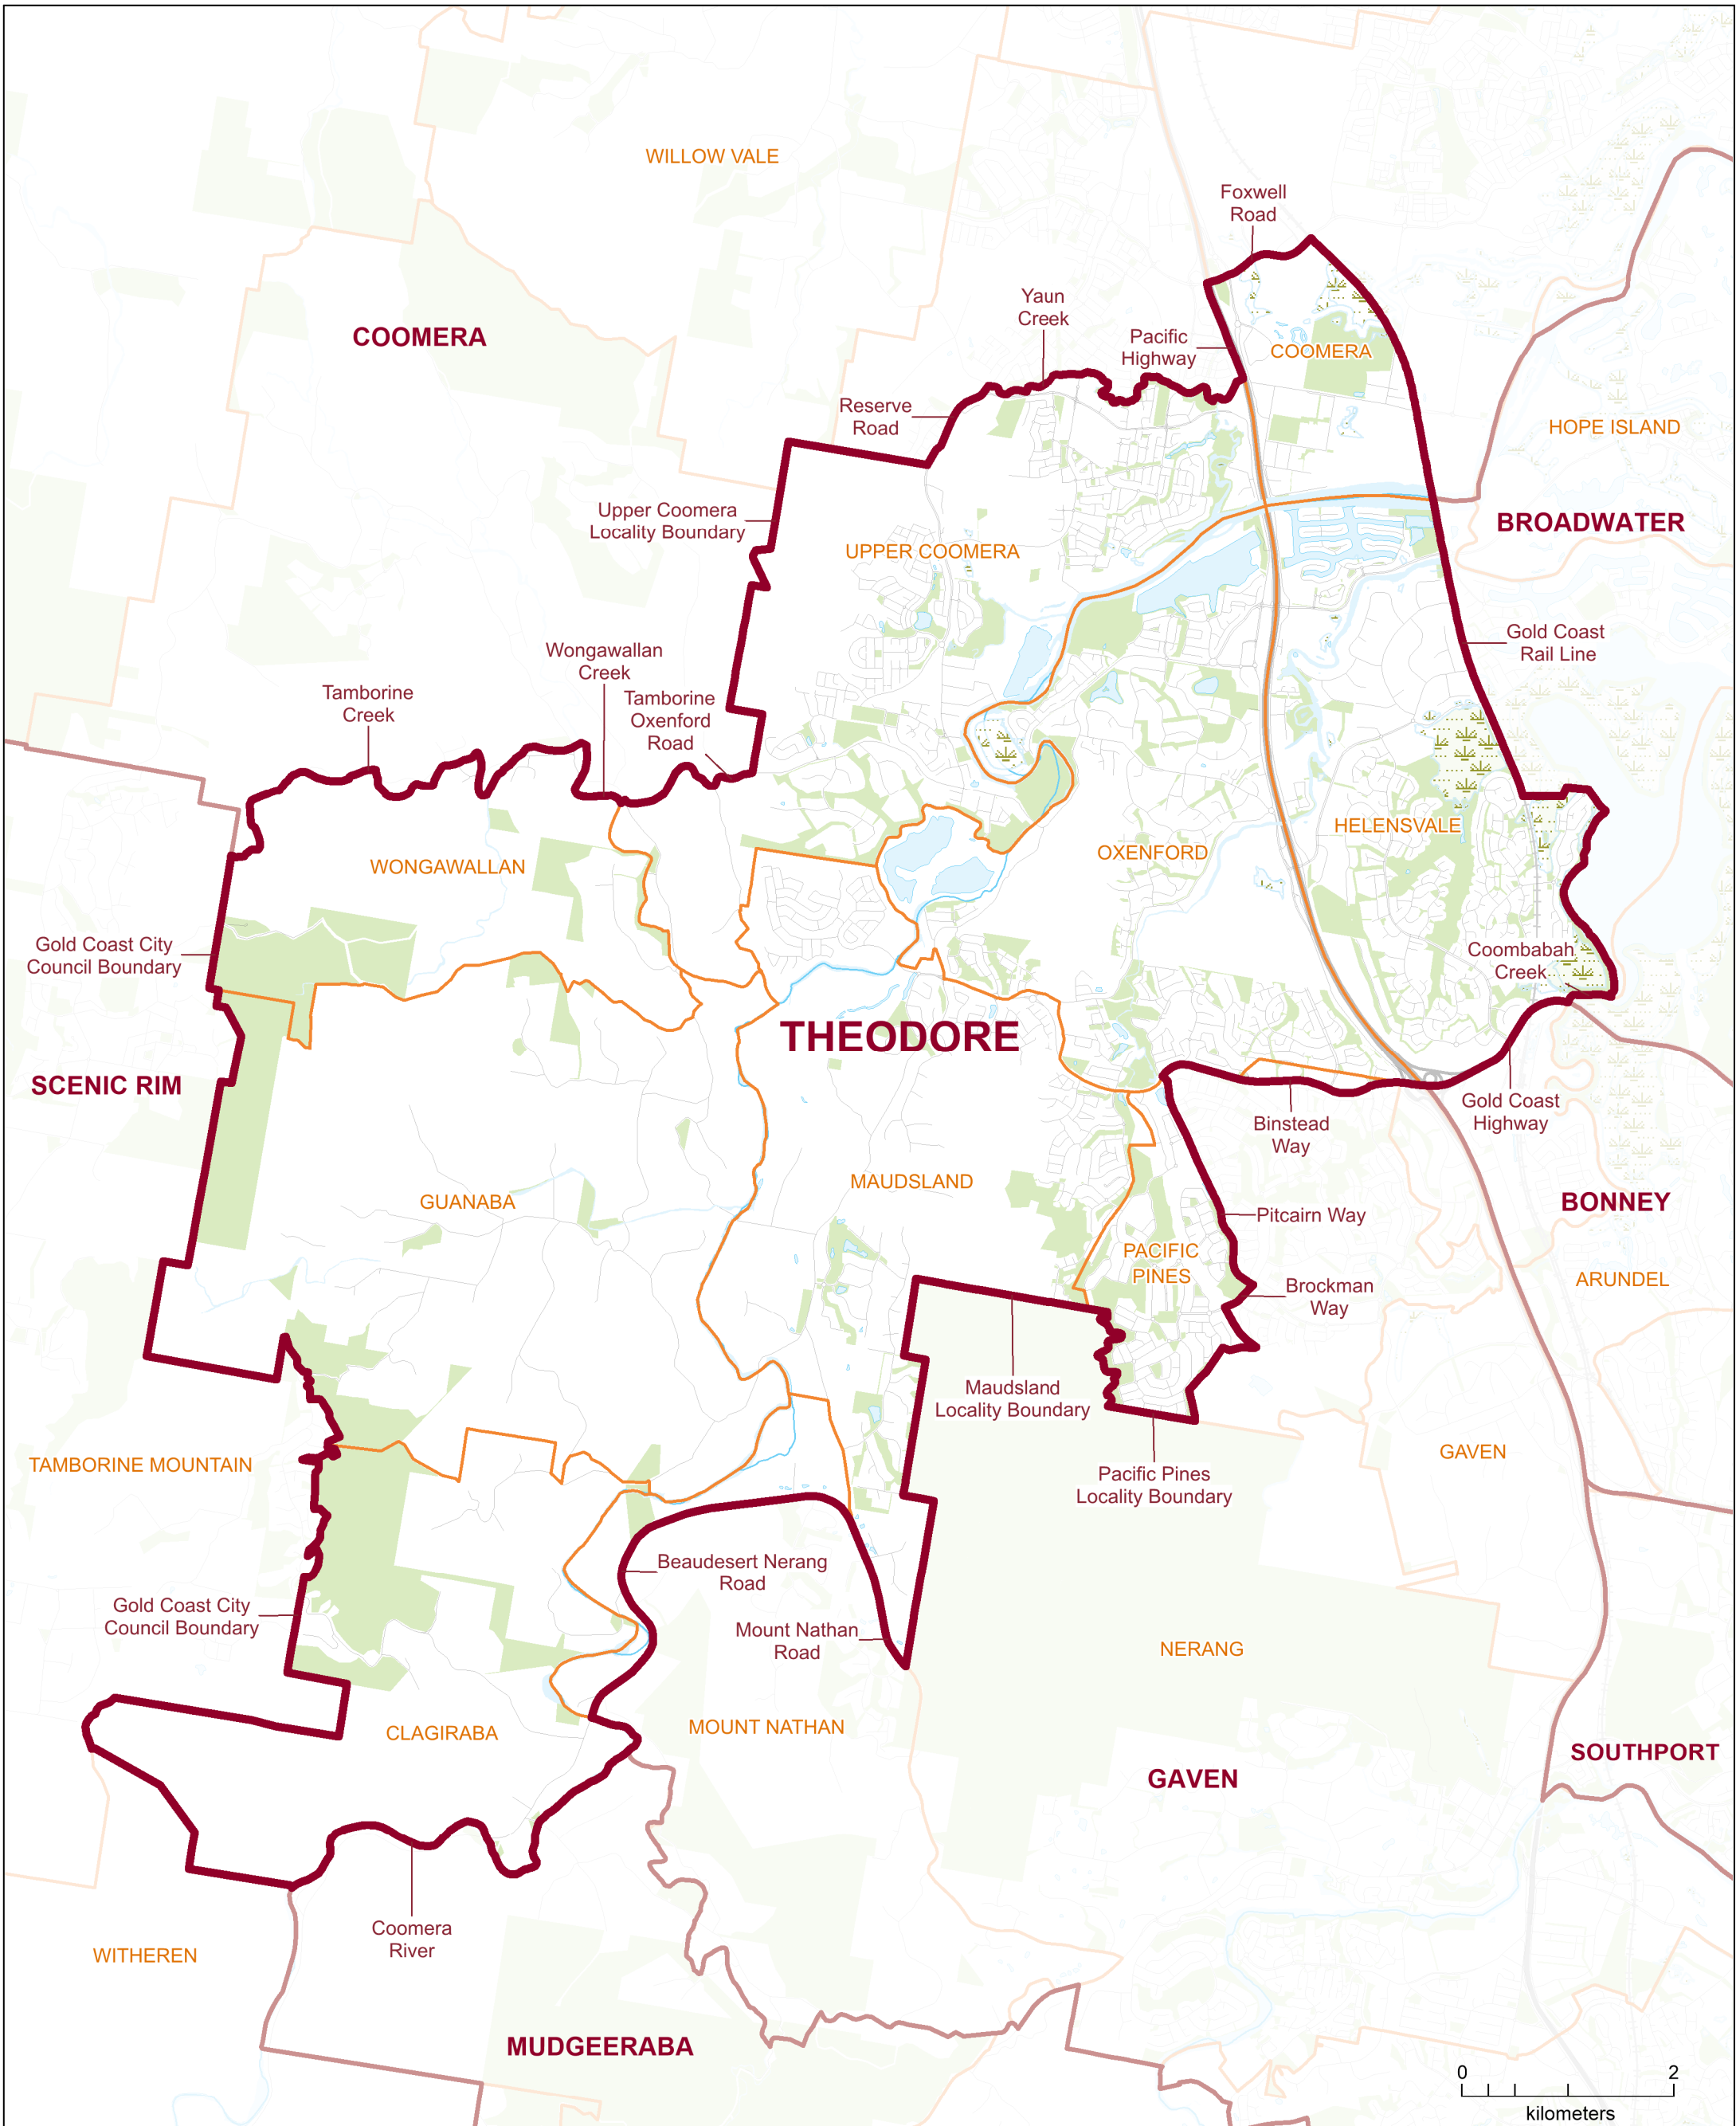 WILLOW VALE
Foxwell
Road
Yaun
Creek
Pacific
Highway
COOMERA
COOMERA
Reserve
Road
HOPE ISLAND
Upper Coomera
Locality Boundary
BROADWATER
UPPER COOMERA
Gold Coast
Rail Line
Wongawallan
Creek
Tamborine
Creek
Tamborine
Oxenford
Road
HELENSVALE
OXENFORD
WONGAWALLAN
Gold Coast City
Council Boundary
Coombabah
Creek
THEODORE
SCENIC RIM
Gold Coast
Highway
Binstead
Way
MAUDSLAND
GUANABA
BONNEY
Pitcairn Way
PACIFIC
PINES
ARUNDEL
Brockman
Way
Maudsland
Locality Boundary
GAVEN
TAMBORINE MOUNTAIN
Pacific Pines
Locality Boundary
Beaudesert Nerang
Road
Gold Coast City
Council Boundary
Mount Nathan
Road
NERANG
MOUNT NATHAN
CLAGIRABA
SOUTHPORT
GAVEN
Coomera
River
WITHEREN
MUDGEERABA
0 2
kilometers